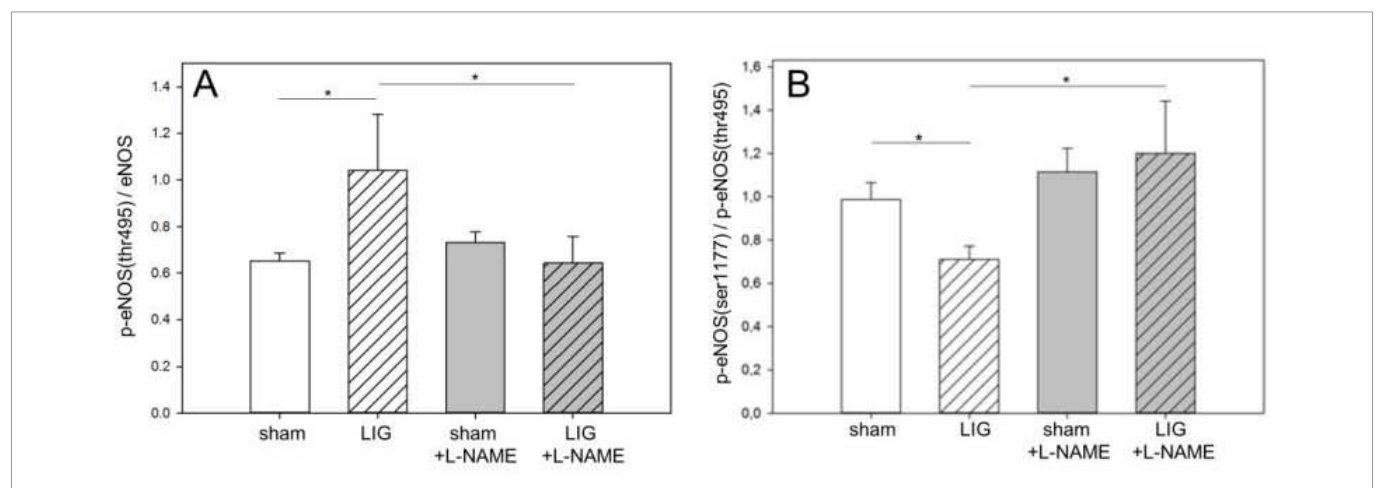 A
p-eNOS(thr495) / eNOS
1.4
1.2
1.0
0.8
0.6
0.4
0.2
0.0
*
*
sham
LIG
sham
+L-NAME
LIG
+L-NAME
B
p-eNOS(ser1177) / p-eNOS(thr495)
1,6
1,4
1,2
1,0
0,8
0,6
0,4
0,2
0,0
*
*
sham
LIG
sham
+L-NAME
LIG
+L-NAME